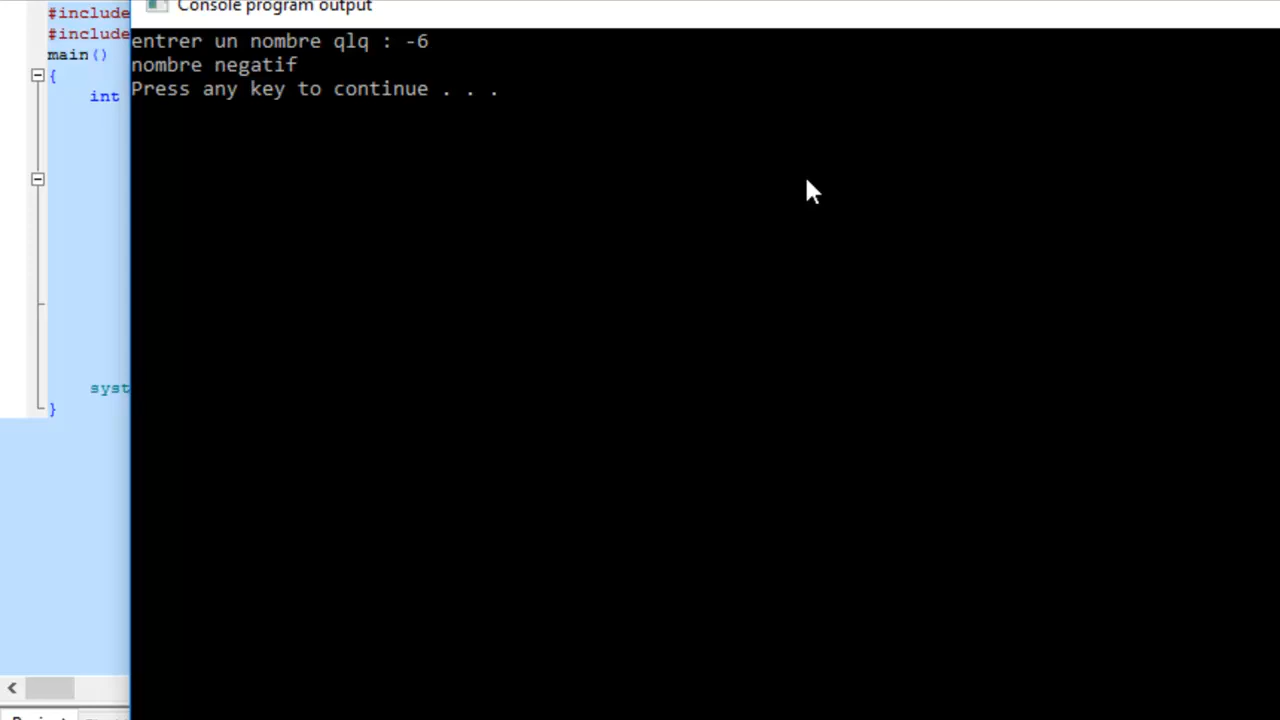 Console program output
#include
#include
main()
{
int
}
entrer un nombre qlq : -6
nombre negatif
Press any key to continue . . .